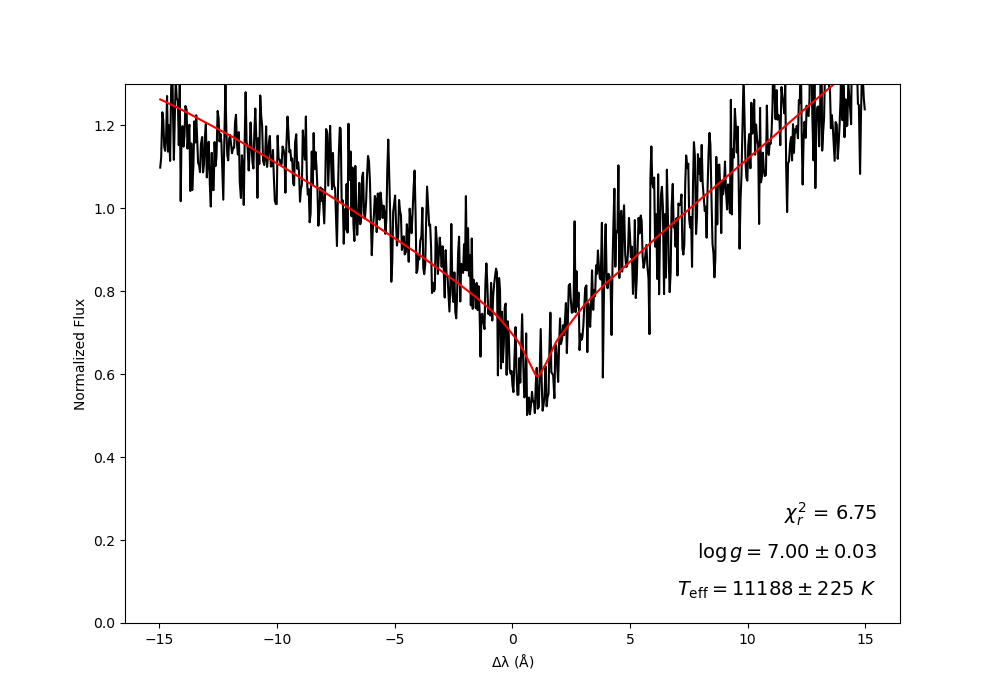 1.2
1.0
0.8
0.6
0.4
0.2
0.0
Normalized Flux
χ²ᵣ = 6.75
log g = 7.00 ± 0.03
T_eff = 11188 ± 225 K
−15 −10 −5 0 5 10 15
Δλ (Å)